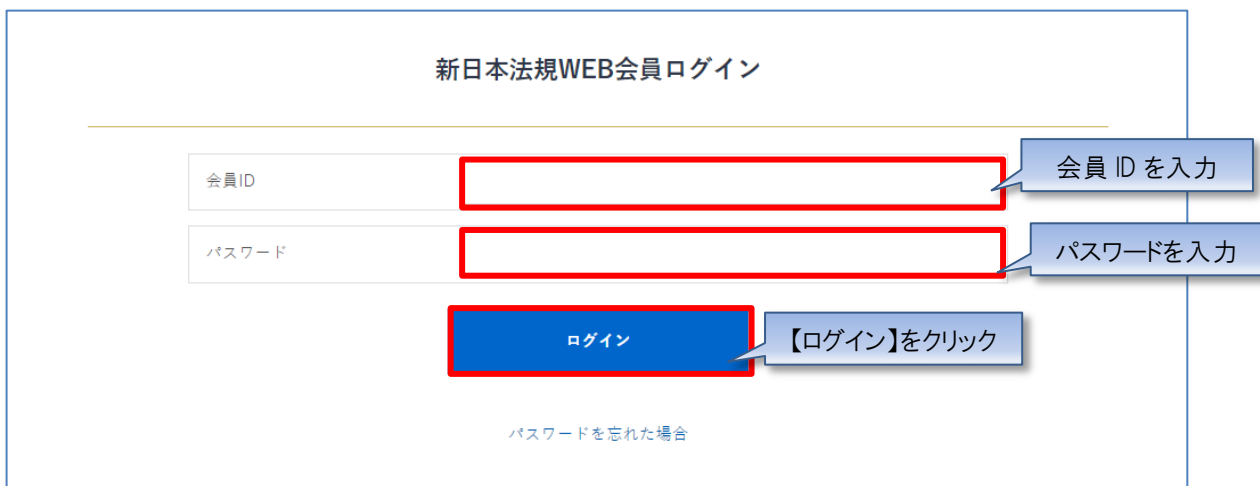 新日本法規WEB会員ログイン
会員ID
会員 ID を入力
パスワード
パスワードを入力
ログイン
【ログイン】をクリック
パスワードを忘れた場合